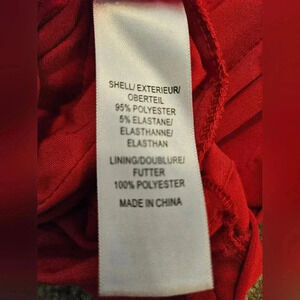 SHELL/ EXTERIEUR/
OBERTEIL
95% POLYESTER
5% ELASTANE/
ELASTHANNE/
ELASTHAN
LINING/DOUBLURE/
FUTTER
100% POLYESTER
MADE IN CHINA